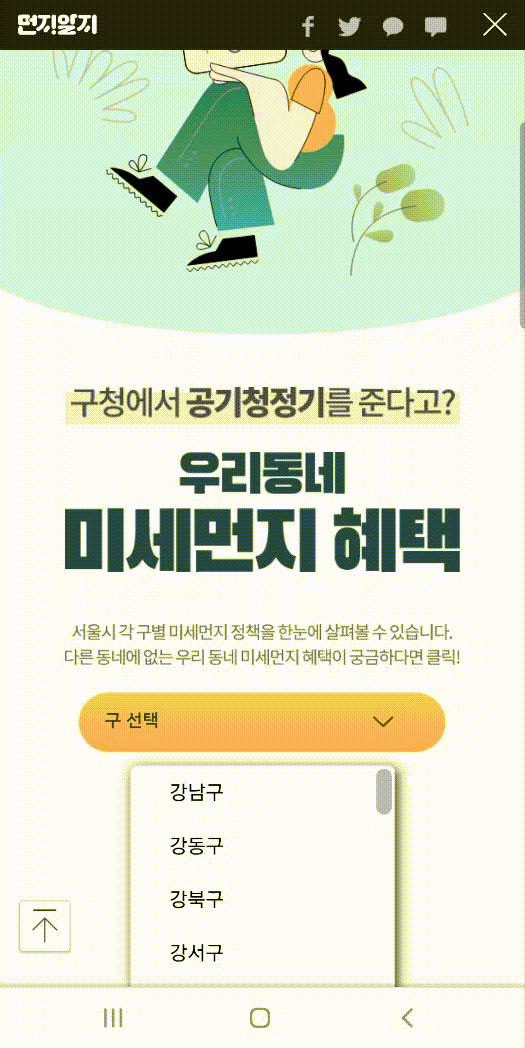 먼지알지
구청에서 공기청정기를 준다고?
우리동네
미세먼지 혜택
서울시 각 구별 미세먼지 정책을 한눈에 살펴볼 수 있습니다.
다른 동네에 없는 우리 동네 미세먼지 혜택이 궁금하다면 클릭!
구 선택
강남구
강동구
강북구
강서구